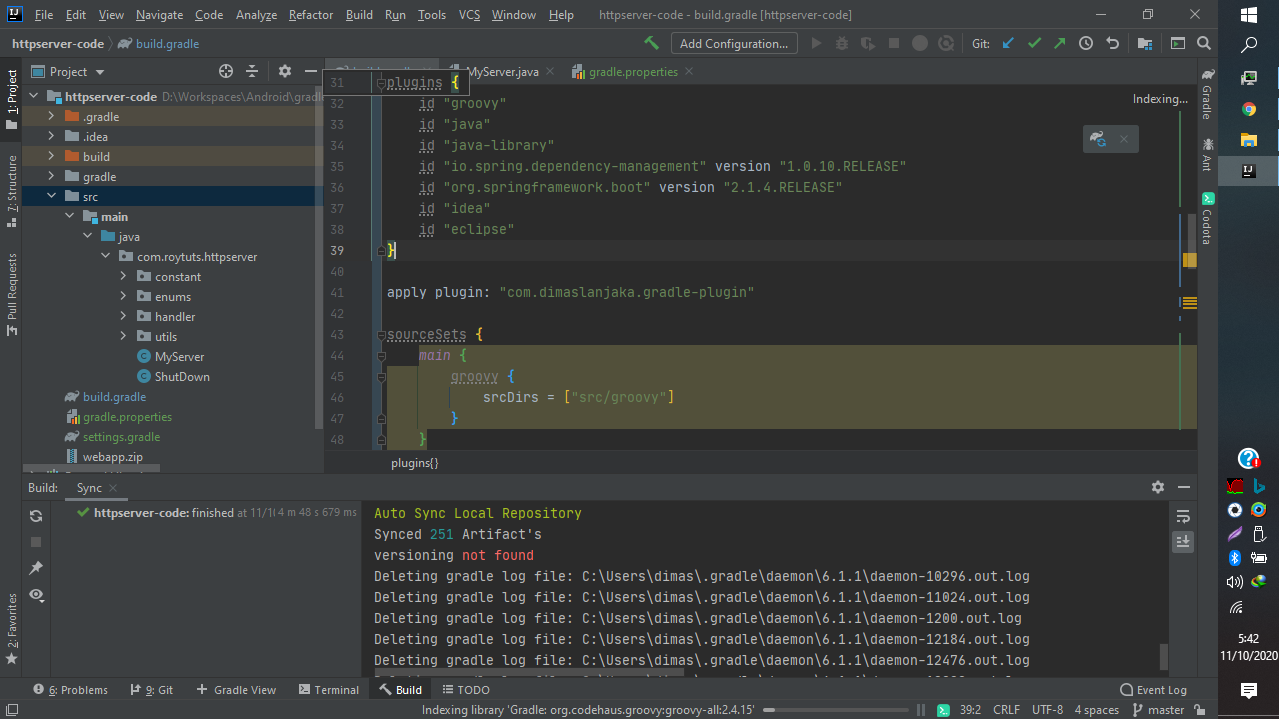 File Edit View Navigate Code Analyze Refactor Build Run Tools VCS Window Help httpserver-code - build.gradle [httpserver-code]
httpserver-code build.gradle Add Configuration... Git:
1: Project
7: Structure
Pull Requests
2: Favorites
Project
httpserver-code D:\Workspaces\Android\gradl
.gradle
.idea
build
gradle
src
main
java
com.roytuts.httpserver
constant
enums
handler
utils
MyServer
ShutDown
build.gradle
gradle.properties
settings.gradle
webapp.zip
MyServer.java gradle.properties
31 plugins {
32 id "groovy"
33 id "java"
34 id "java-library"
35 id "io.spring.dependency-management" version "1.0.10.RELEASE"
36 id "org.springframework.boot" version "2.1.4.RELEASE"
37 id "idea"
38 id "eclipse"
39 }
40
41 apply plugin: "com.dimaslanjaka.gradle-plugin"
42
43 sourceSets {
44 main {
45 groovy {
46 srcDirs = ["src/groovy"]
47 }
48 }
plugins{}
Indexing...
Gradle
Ant
Codota
Build: Sync
httpserver-code: finished at 11/1 4 m 48 s 679 ms
Auto Sync Local Repository
Synced 251 Artifact's
versioning not found
Deleting gradle log file: C:\Users\dimas\.gradle\daemon\6.1.1\daemon-10296.out.log
Deleting gradle log file: C:\Users\dimas\.gradle\daemon\6.1.1\daemon-11024.out.log
Deleting gradle log file: C:\Users\dimas\.gradle\daemon\6.1.1\daemon-1200.out.log
Deleting gradle log file: C:\Users\dimas\.gradle\daemon\6.1.1\daemon-12184.out.log
Deleting gradle log file: C:\Users\dimas\.gradle\daemon\6.1.1\daemon-12476.out.log
6: Problems 9: Git Gradle View Terminal Build TODO Event Log
Indexing library 'Gradle: org.codehaus.groovy:groovy-all:2.4.15' 39:2 CRLF UTF-8 4 spaces master
5:42
11/10/2020